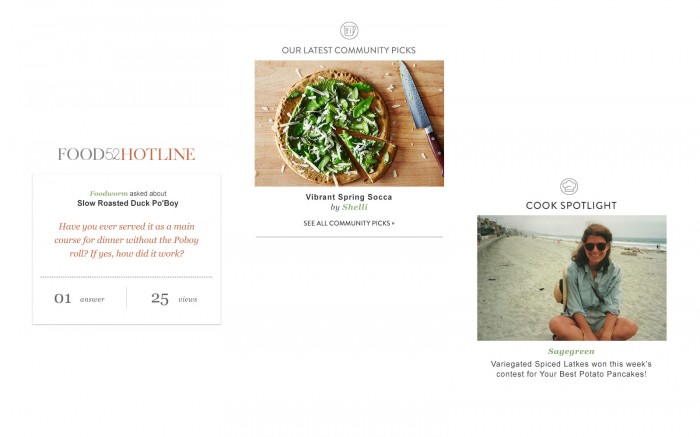 FOOD52HOTLINE
Foodworm asked about
Slow Roasted Duck Po'Boy
Have you ever served it as a main
course for dinner without the Poboy
roll? If yes, how did it work?
01 answer
25 views
OUR LATEST COMMUNITY PICKS
Vibrant Spring Socca
by Shelli
SEE ALL COMMUNITY PICKS »
COOK SPOTLIGHT
Sagegreen
Variegated Spiced Latkes won this week's
contest for Your Best Potato Pancakes!